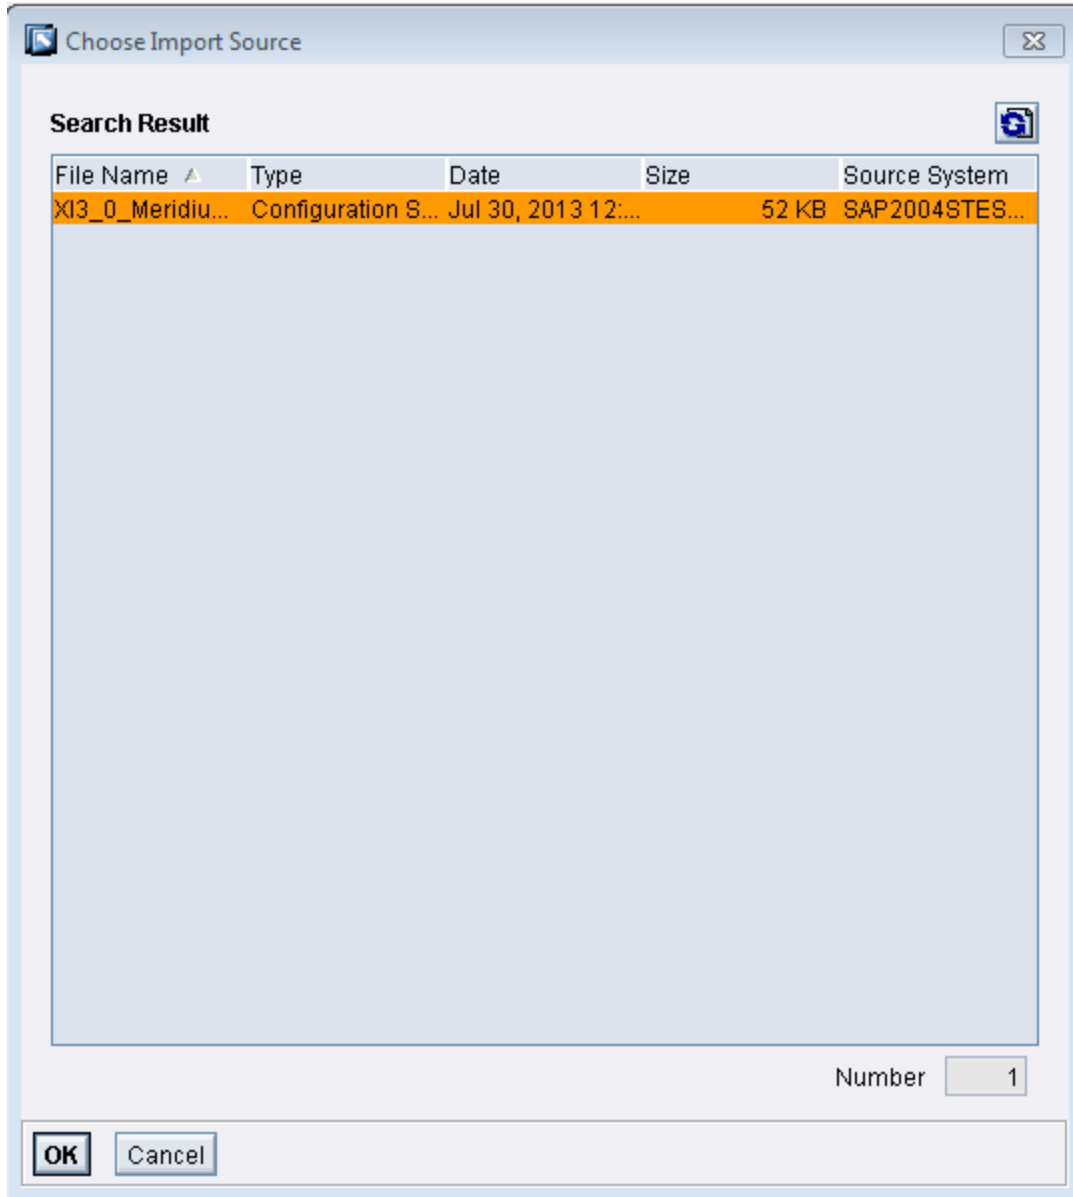 Choose Import Source
Search Result
File Name Type Date Size Source System
XI3_0_Meridiu... Configuration S... Jul 30, 2013 12:... 52 KB SAP2004STES...
Number 1
OK Cancel